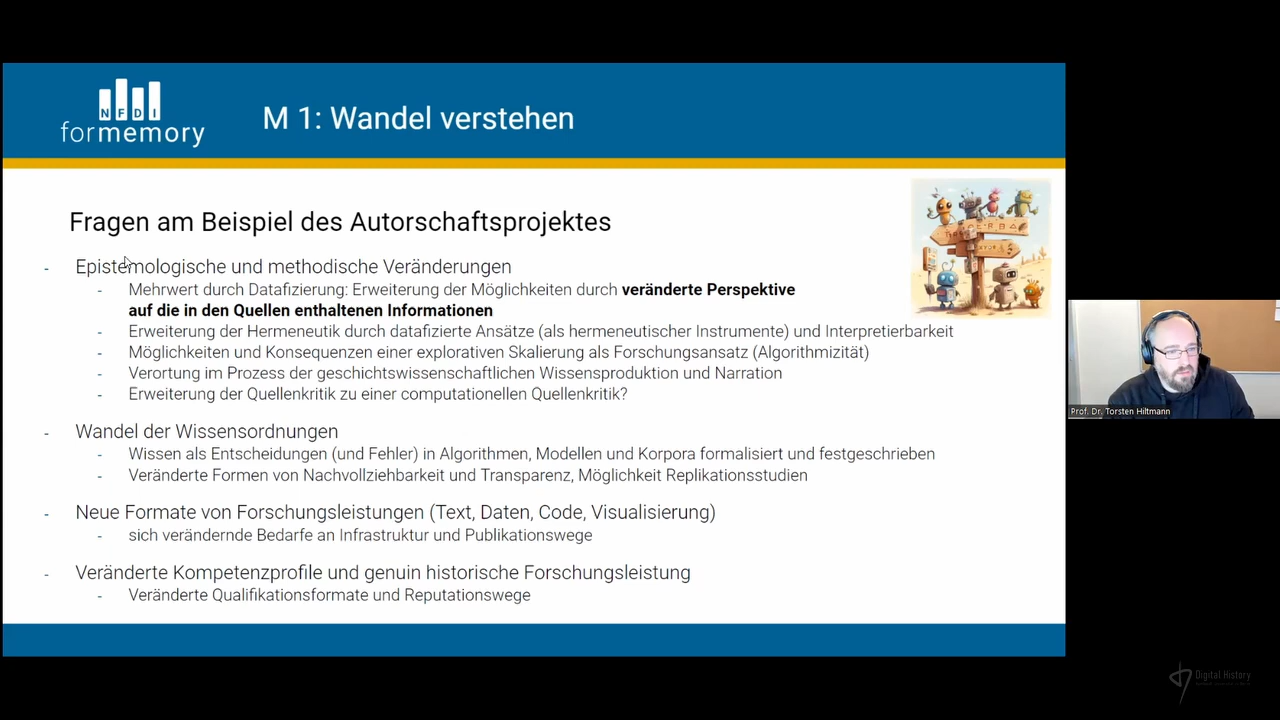 NFDI
formemory
M 1: Wandel verstehen
Fragen am Beispiel des Autorschaftsprojektes
- Epistemologische und methodische Veränderungen
- Mehrwert durch Datafizierung: Erweiterung der Möglichkeiten durch veränderte Perspektive
auf die in den Quellen enthaltenen Informationen
- Erweiterung der Hermeneutik durch datafizierte Ansätze (als hermeneutischer Instrumente) und Interpretierbarkeit
- Möglichkeiten und Konsequenzen einer explorativen Skalierung als Forschungsansatz (Algorithmizität)
- Verortung im Prozess der geschichtswissenschaftlichen Wissensproduktion und Narration
- Erweiterung der Quellenkritik zu einer computationellen Quellenkritik?
- Wandel der Wissensordnungen
- Wissen als Entscheidungen (und Fehler) in Algorithmen, Modellen und Korpora formalisiert und festgeschrieben
- Veränderte Formen von Nachvollziehbarkeit und Transparenz, Möglichkeit Replikationsstudien
- Neue Formate von Forschungsleistungen (Text, Daten, Code, Visualisierung)
- sich verändernde Bedarfe an Infrastruktur und Publikationswege
- Veränderte Kompetenzprofile und genuin historische Forschungsleistung
- Veränderte Qualifikationsformate und Reputationswege
Prof. Dr. Torsten Hiltmann
Digital History